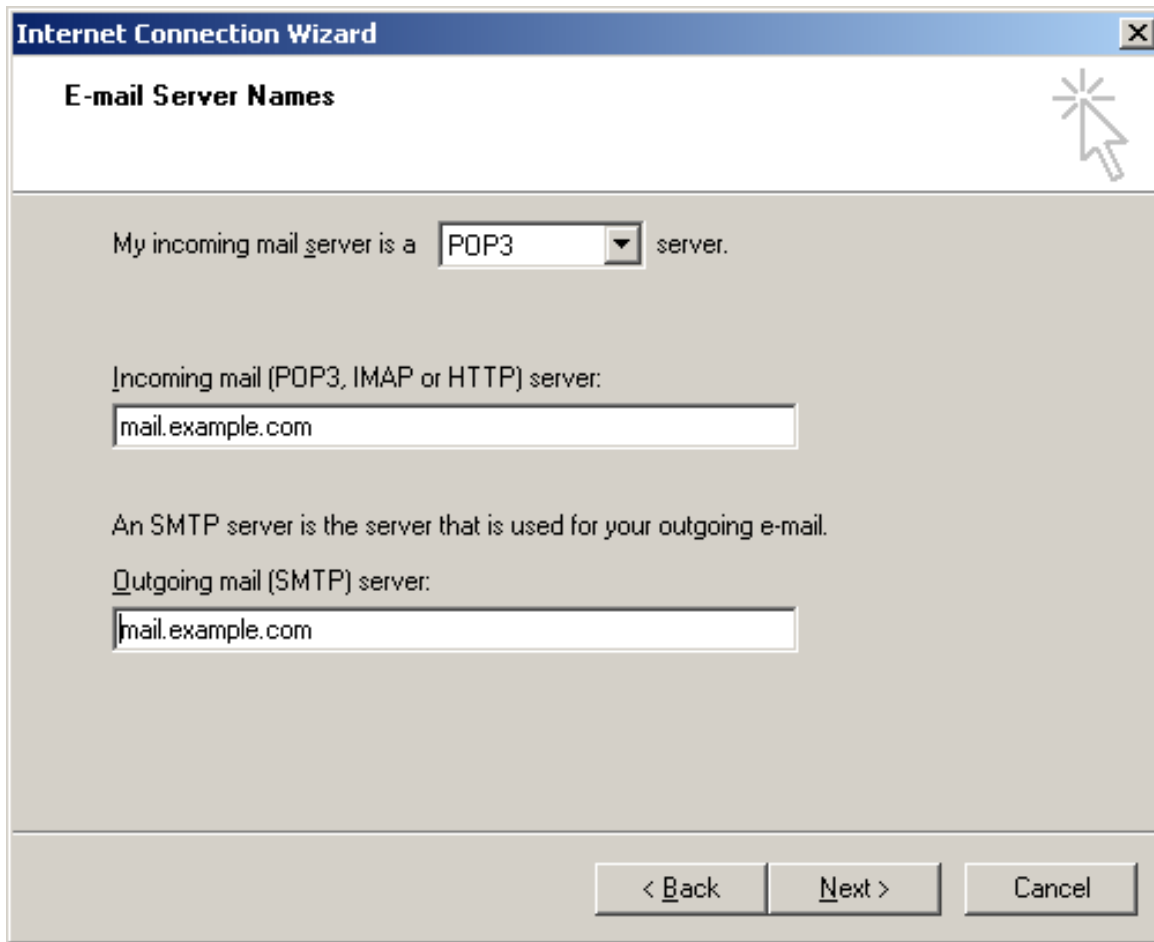 Internet Connection Wizard
E-mail Server Names
My incoming mail server is a POP3 server.
Incoming mail (POP3, IMAP or HTTP) server:
mail.example.com
An SMTP server is the server that is used for your outgoing e-mail.
Outgoing mail (SMTP) server:
mail.example.com
< Back Next > Cancel